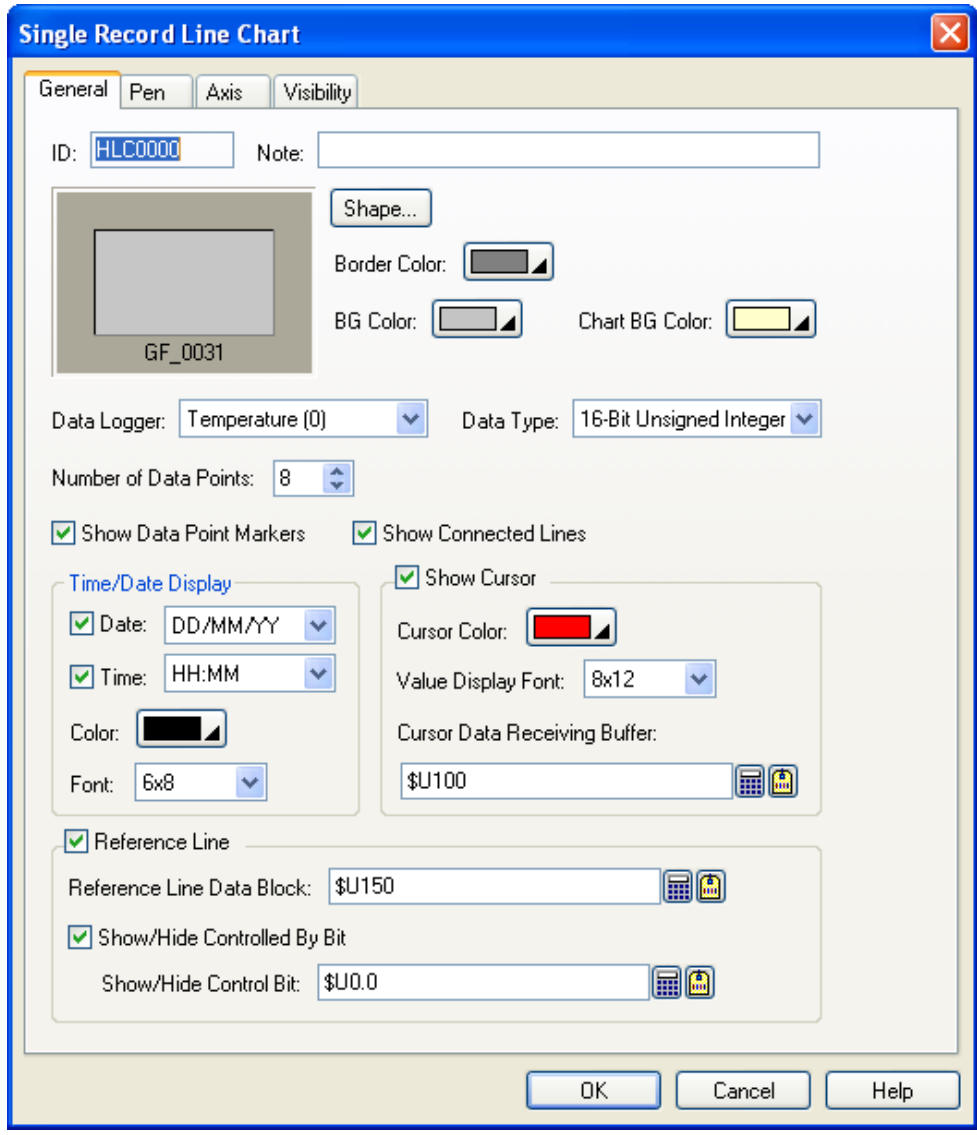 Single Record Line Chart
General Pen Axis Visibility
ID: HLC0000 Note:
Shape...
Border Color:
BG Color: Chart BG Color:
GF_0031
Data Logger: Temperature (0) Data Type: 16-Bit Unsigned Integer
Number of Data Points: 8
Show Data Point Markers Show Connected Lines
Time/Date Display
Date: DD/MM/YY
Time: HH:MM
Color:
Font: 6x8
Show Cursor
Cursor Color:
Value Display Font: 8x12
Cursor Data Receiving Buffer:
$U100
Reference Line
Reference Line Data Block: $U150
Show/Hide Controlled By Bit
Show/Hide Control Bit: $U0.0
OK Cancel Help